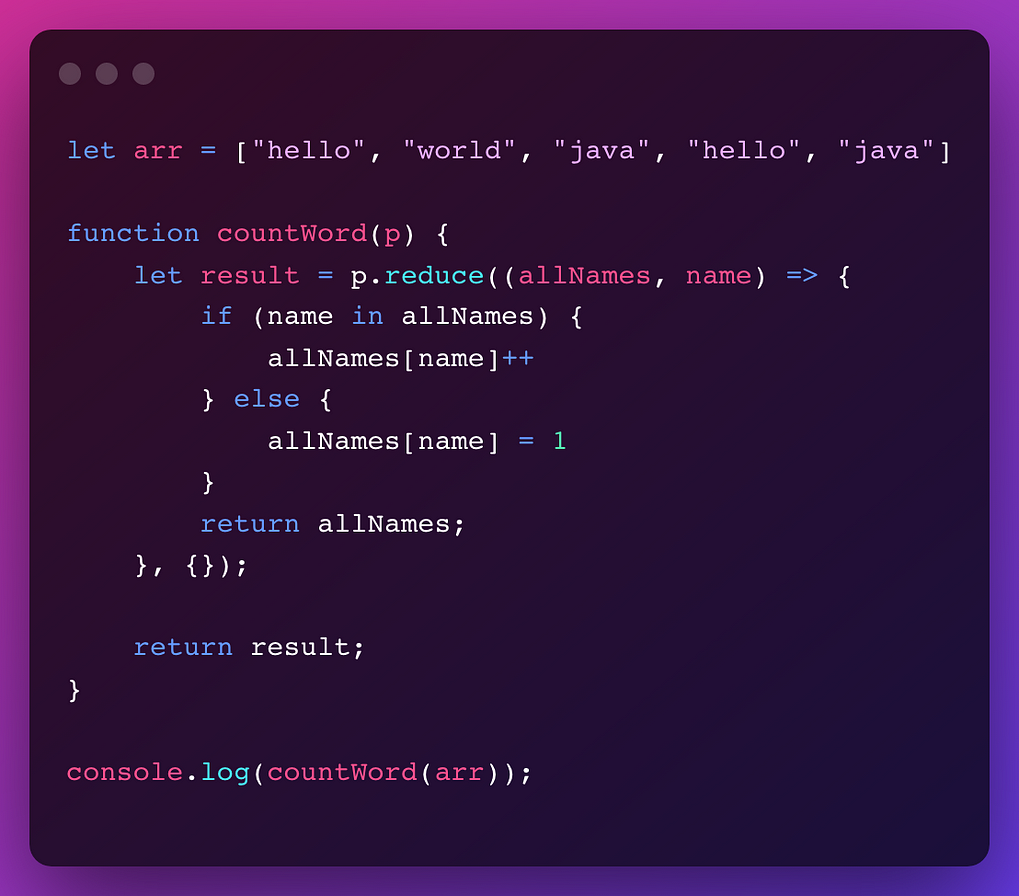 let arr = ["hello", "world", "java", "hello", "java"]
function countWord(p) {
    let result = p.reduce((allNames, name) => {
        if (name in allNames) {
            allNames[name]++
        } else {
            allNames[name] = 1
        }
        return allNames;
    }, {});
    return result;
}
console.log(countWord(arr));